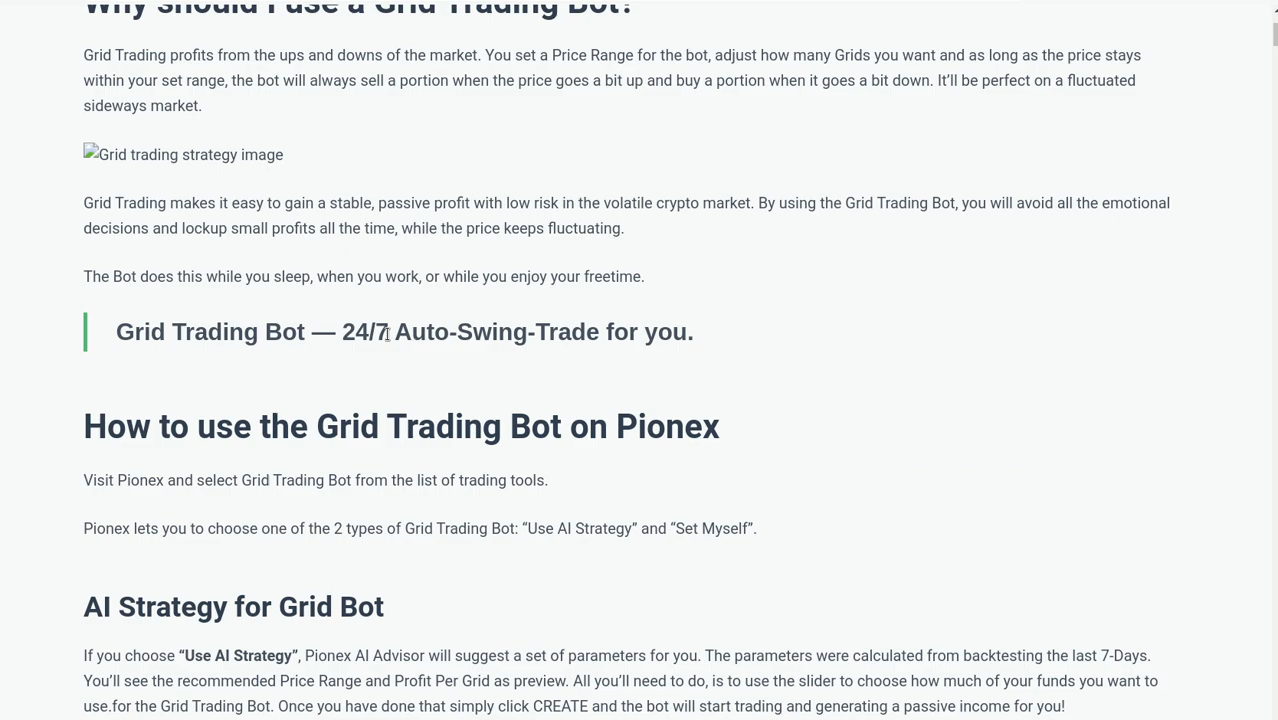 Why should I use a Grid Trading Bot?
Grid Trading profits from the ups and downs of the market. You set a Price Range for the bot, adjust how many Grids you want and as long as the price stays
within your set range, the bot will always sell a portion when the price goes a bit up and buy a portion when it goes a bit down. It’ll be perfect on a fluctuated
sideways market.
Grid trading strategy image
Grid Trading makes it easy to gain a stable, passive profit with low risk in the volatile crypto market. By using the Grid Trading Bot, you will avoid all the emotional
decisions and lockup small profits all the time, while the price keeps fluctuating.
The Bot does this while you sleep, when you work, or while you enjoy your freetime.
Grid Trading Bot — 24/7 Auto-Swing-Trade for you.
How to use the Grid Trading Bot on Pionex
Visit Pionex and select Grid Trading Bot from the list of trading tools.
Pionex lets you to choose one of the 2 types of Grid Trading Bot: “Use AI Strategy” and “Set Myself”.
AI Strategy for Grid Bot
If you choose “Use AI Strategy”, Pionex AI Advisor will suggest a set of parameters for you. The parameters were calculated from backtesting the last 7-Days.
You’ll see the recommended Price Range and Profit Per Grid as preview. All you’ll need to do, is to use the slider to choose how much of your funds you want to
use.for the Grid Trading Bot. Once you have done that simply click CREATE and the bot will start trading and generating a passive income for you!